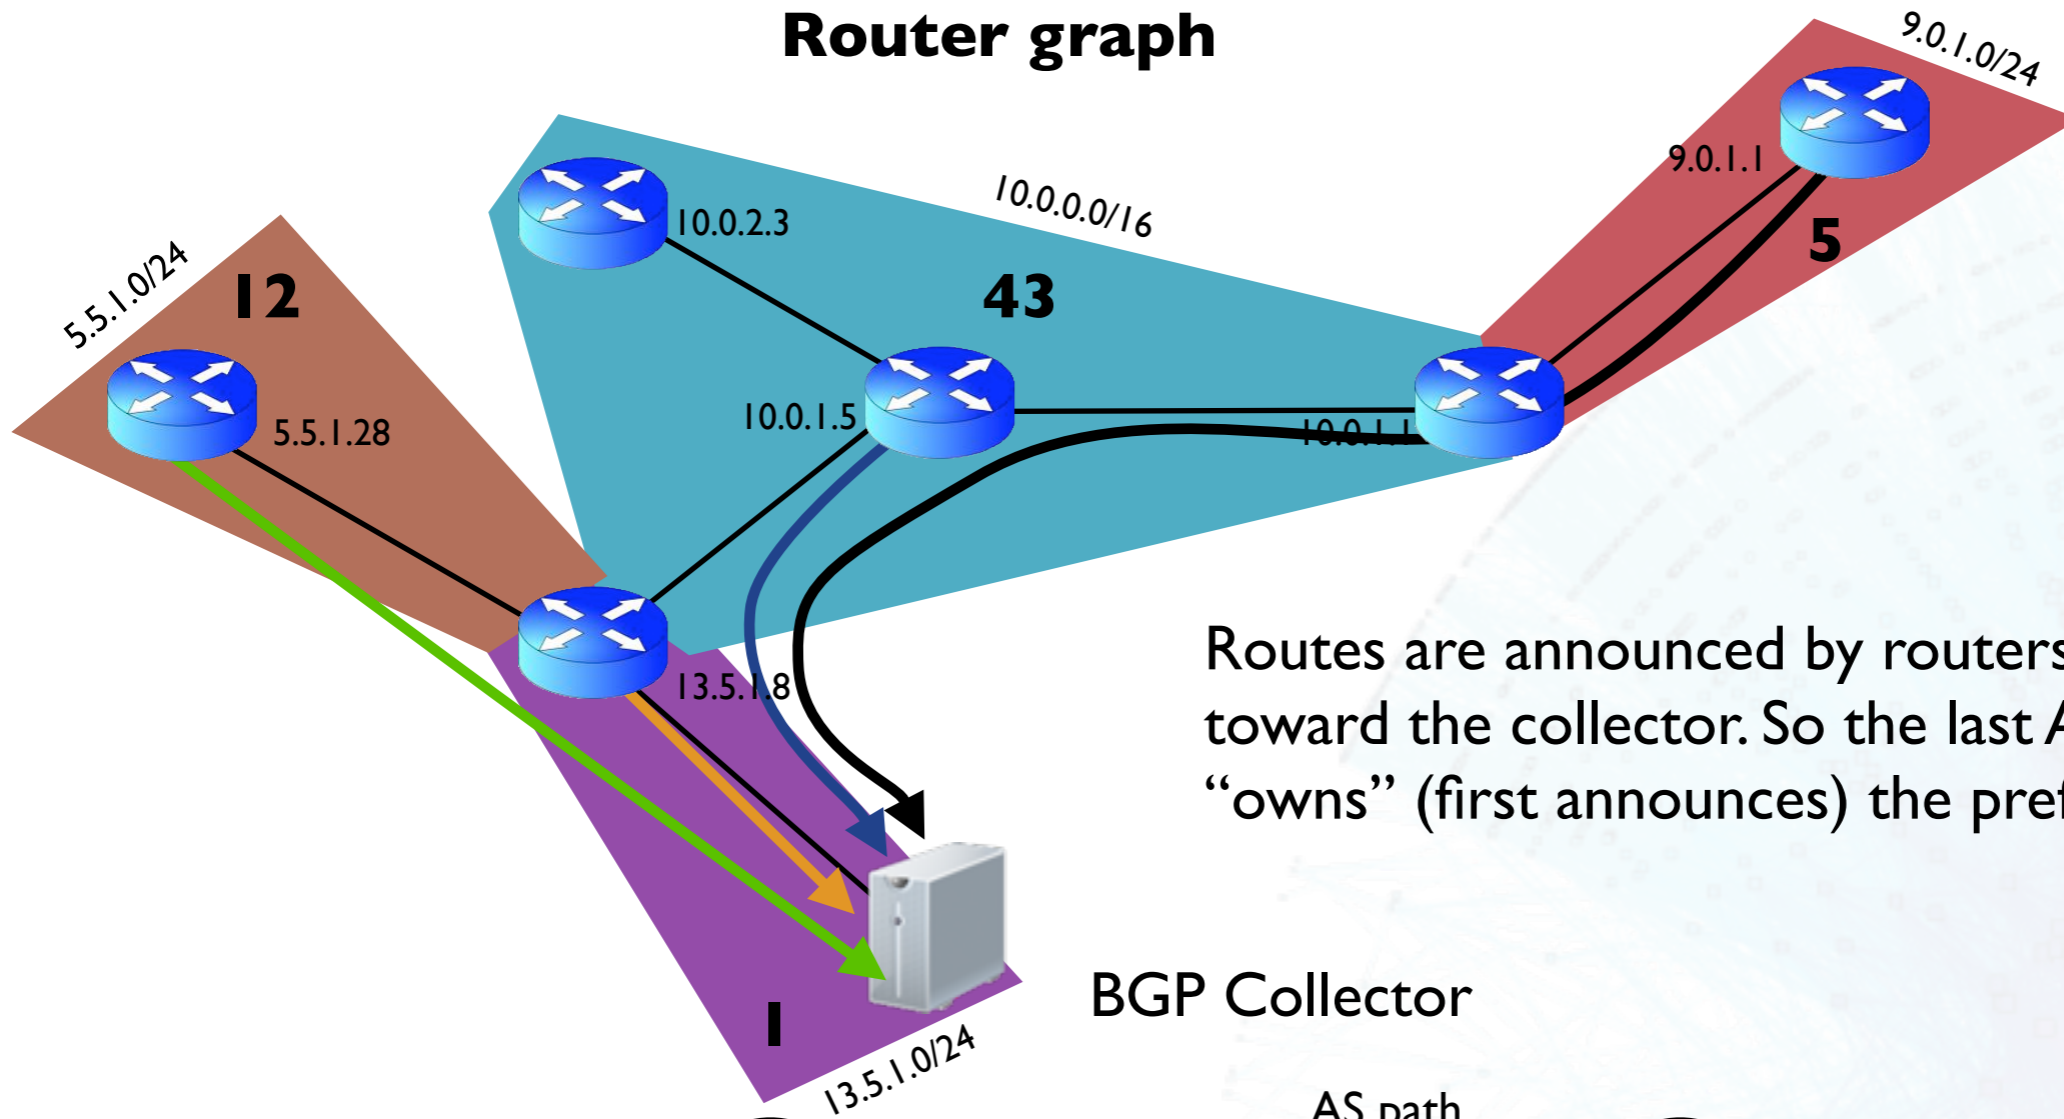 Router graph
9.0.1.0/24
9.0.1.1
10.0.2.3
10.0.0.0/16
5
5.5.1.0/24
12
43
10.0.1.5
10.0.1.1
5.5.1.28
Routes are announced by routers
13.5.1.8
toward the collector. So the last
“owns” (first announces) the
BGP Collector
1
13.5.1.0/24
AS path